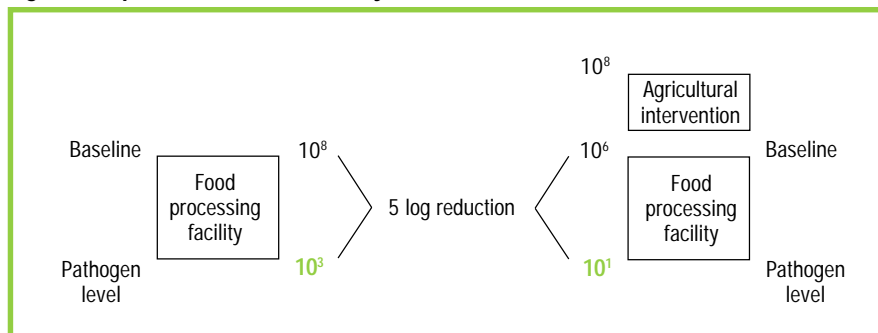 10⁸
Agricultural
intervention
Baseline
10⁸
Food
processing
facility
5 log reduction
10⁶
Baseline
Food
processing
facility
Pathogen
level
10³
10¹
Pathogen
level